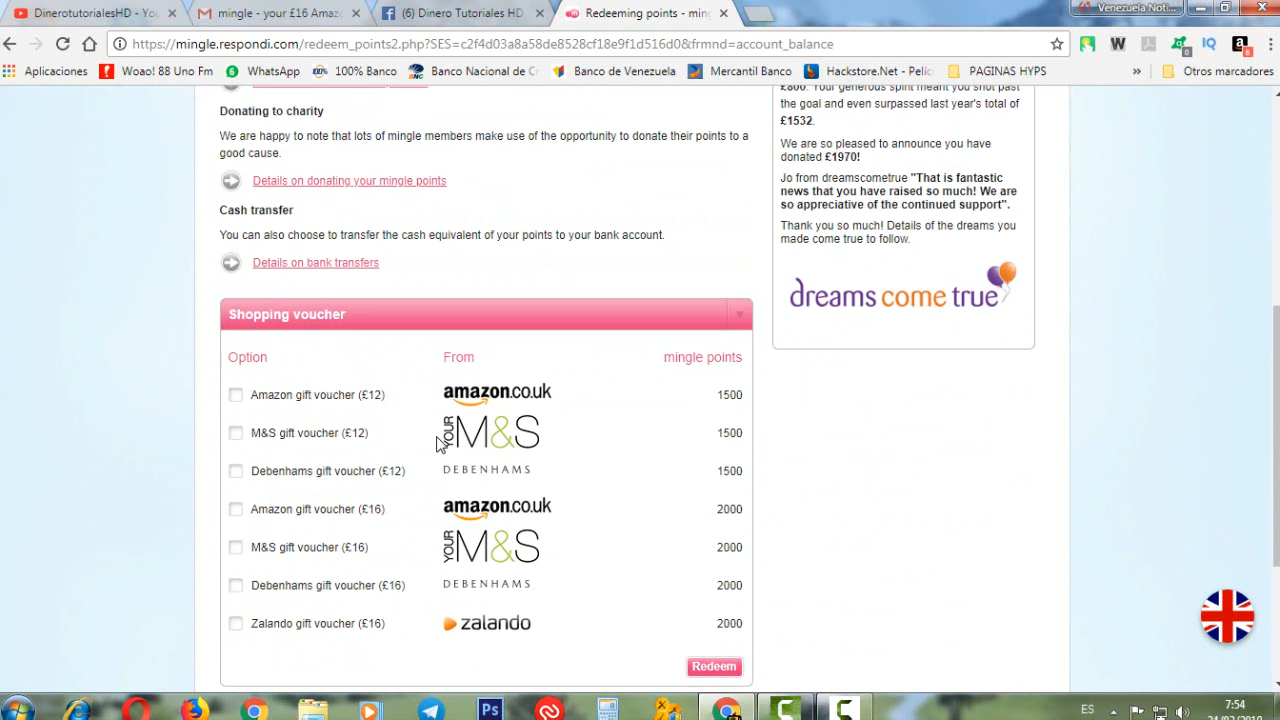 DinerotutorialesHD - You
mingle - your £16 Amazo
(6) Dinero Tutoriales HD
Redeeming points - ming
Venezuela Noti...
https://mingle.respondi.com/redeem_points2.php?SES=c2f4d03a8a58de8528cf18e9f1d516d0&frmnd=account_balance
Aplicaciones
Woao! 88 Uno Fm
WhatsApp
100% Banco
Banco Nacional de Cr
Banco de Venezuela
Mercantil Banco
Hackstore.Net - Pelíc
PAGINAS HYPS
»
Otros marcadores
Donating to charity
We are happy to note that lots of mingle members make use of the opportunity to donate their points to a
good cause.
Details on donating your mingle points
Cash transfer
You can also choose to transfer the cash equivalent of your points to your bank account.
Details on bank transfers
£800. Your generous spirit meant you shot past
the goal and even surpassed last year's total of
£1532.
We are so pleased to announce you have
donated £1970!
Jo from dreamscometrue "That is fantastic
news that you have raised so much! We are
so appreciative of the continued support".
Thank you so much! Details of the dreams you
made come true to follow.
dreams come true
Shopping voucher
Option From mingle points
Amazon gift voucher (£12) amazon.co.uk 1500
M&S gift voucher (£12) YOUR M&S 1500
Debenhams gift voucher (£12) DEBENHAMS 1500
Amazon gift voucher (£16) amazon.co.uk 2000
M&S gift voucher (£16) YOUR M&S 2000
Debenhams gift voucher (£16) DEBENHAMS 2000
Zalando gift voucher (£16) zalando 2000
Redeem
ES
7:54